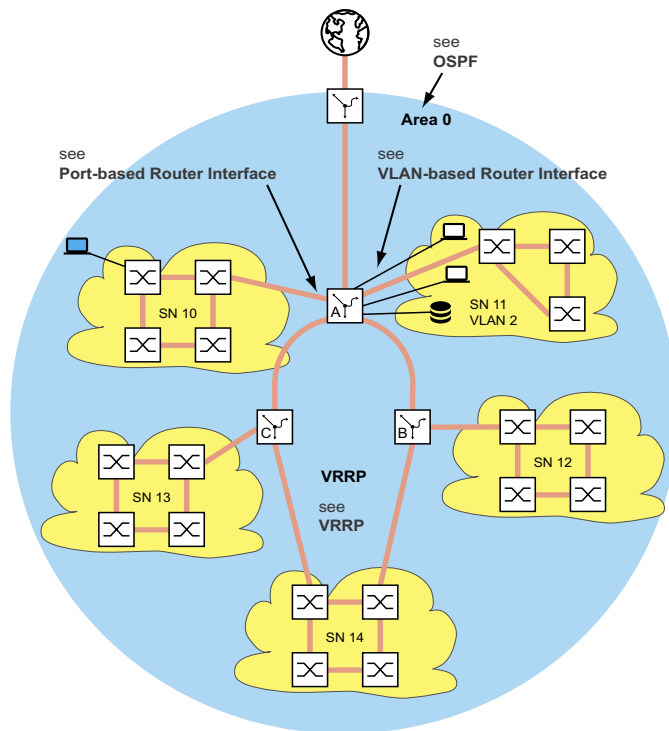 see
OSPF
Area 0
see
Port-based Router Interface
see
VLAN-based Router Interface
SN 10
A
SN 11
VLAN 2
C
B
SN 13
VRRP
see
VRRP
SN 12
SN 14